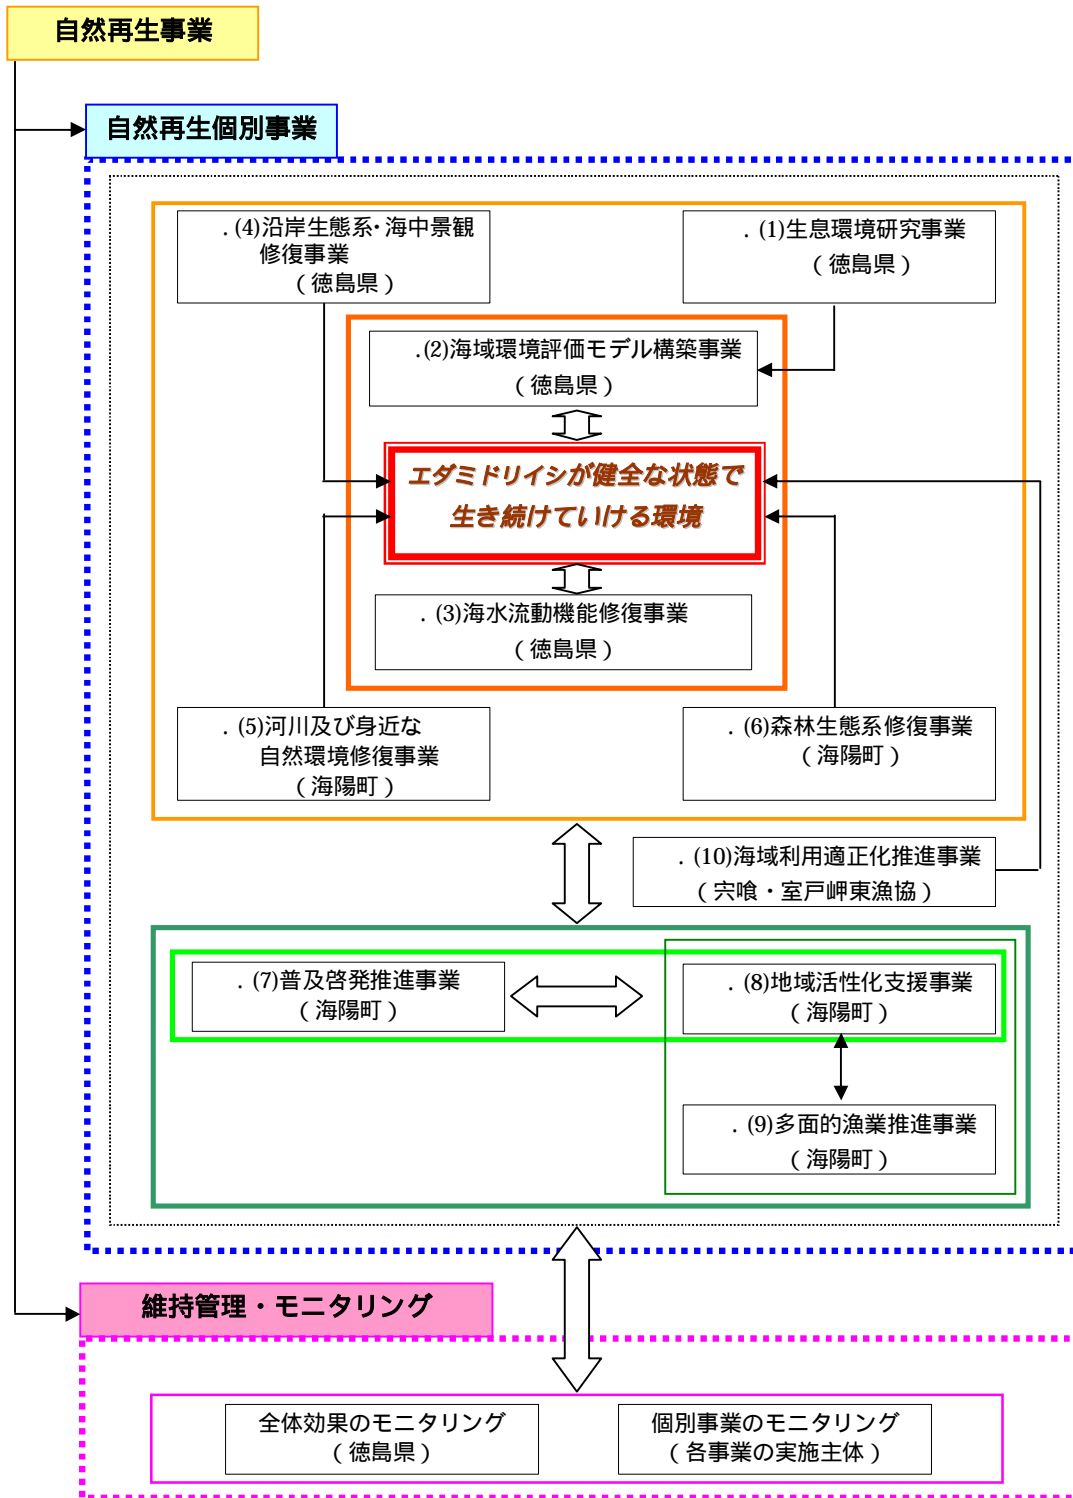 自然再生事業
自然再生個別事業
. (4)沿岸生態系・海中景観
修復事業
(徳島県)
. (1)生息環境研究事業
(徳島県)
.(2)海域環境評価モデル構築事業
(徳島県)
エダミドリイシが健全な状態で
生き続けていける環境
. (3)海水流動機能修復事業
(徳島県)
. (5)河川及び身近な
自然環境修復事業
(海陽町)
. (6)森林生態系修復事業
(海陽町)
. (10)海域利用適正化推進事業
(宍喰・室戸岬東漁協)
. (7)普及啓発推進事業
(海陽町)
. (8)地域活性化支援事業
(海陽町)
. (9)多面的漁業推進事業
(海陽町)
維持管理・モニタリング
全体効果のモニタリング
(徳島県)
個別事業のモニタリング
(各事業の実施主体)